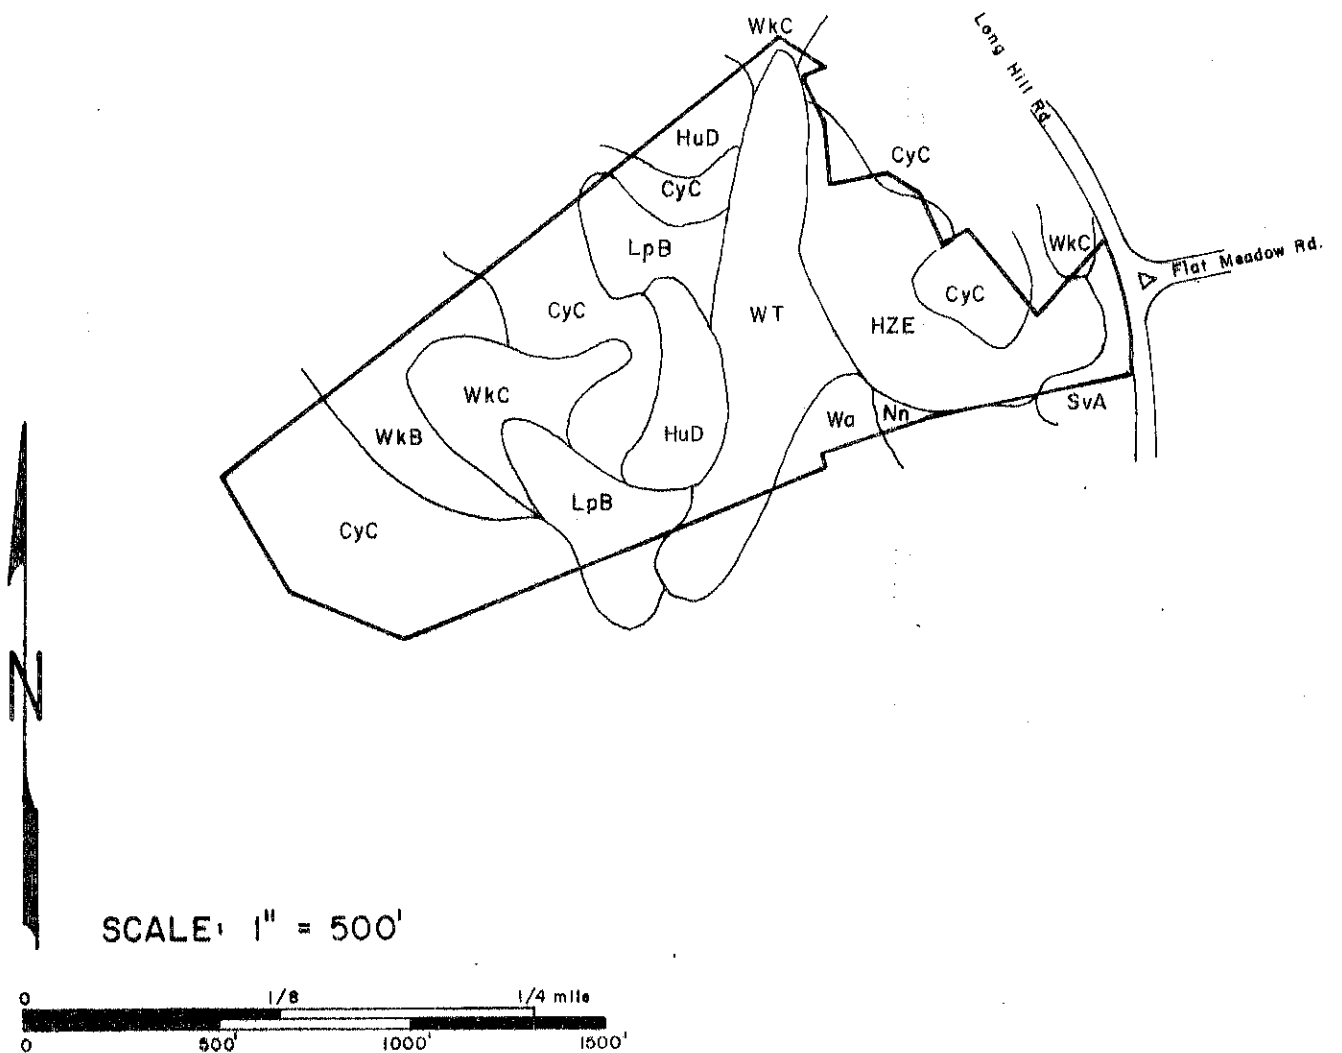 WkC
Long Hill Rd.
HuD
CyC
CyC
LpB
WkC
Flat Meadow Rd.
CyC
CyC
WT
HZE
WkC
SvA
Wa
Nn
WkB
HuD
LpB
CyC
N
SCALE: 1" = 500'
0 1/8 1/4 mile
0 500' 1000' 1500'